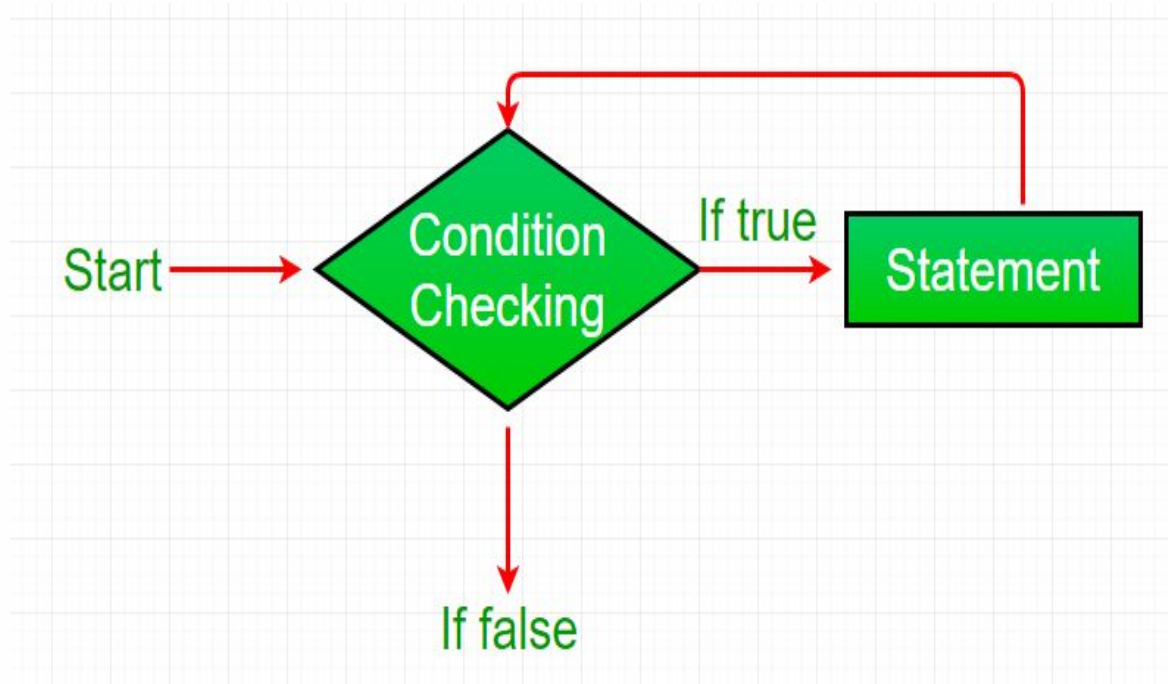 Start
Condition
Checking
If true
Statement
If false